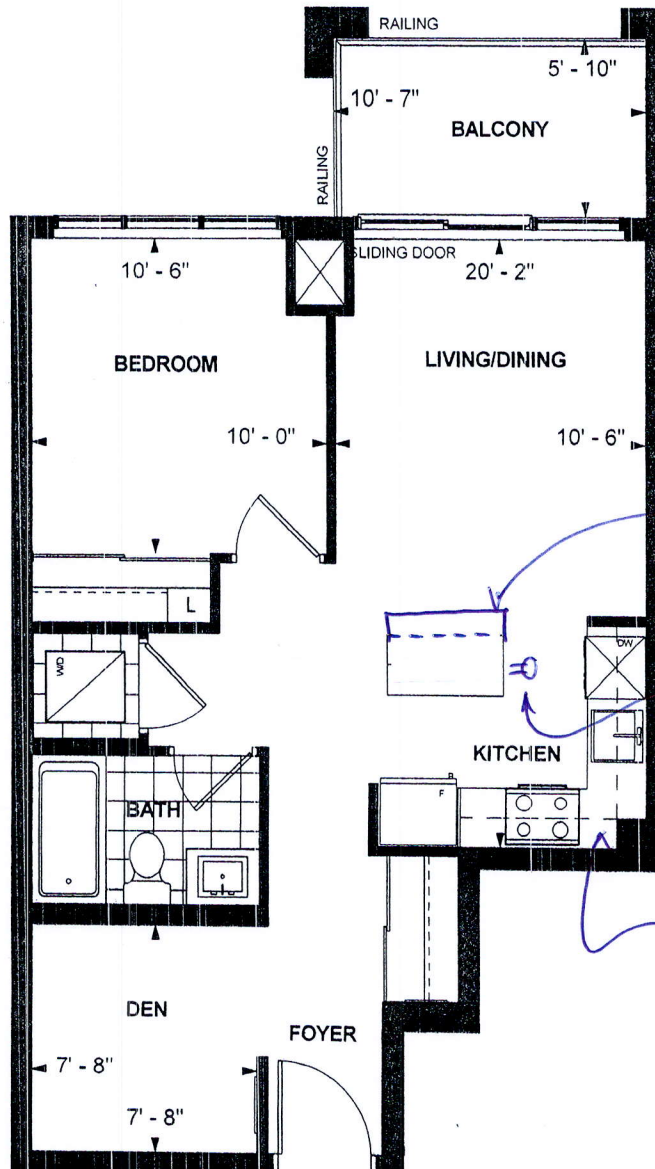 RAILING
5' - 10"
10' - 7"
BALCONY
RAILING
SLIDING DOOR
10' - 6"
20' - 2"
BEDROOM
LIVING/DINING
10' - 0"
10' - 6"
L
W/D
DW
KITCHEN
F
BATH
DEN
FOYER
7' - 8"
7' - 8"